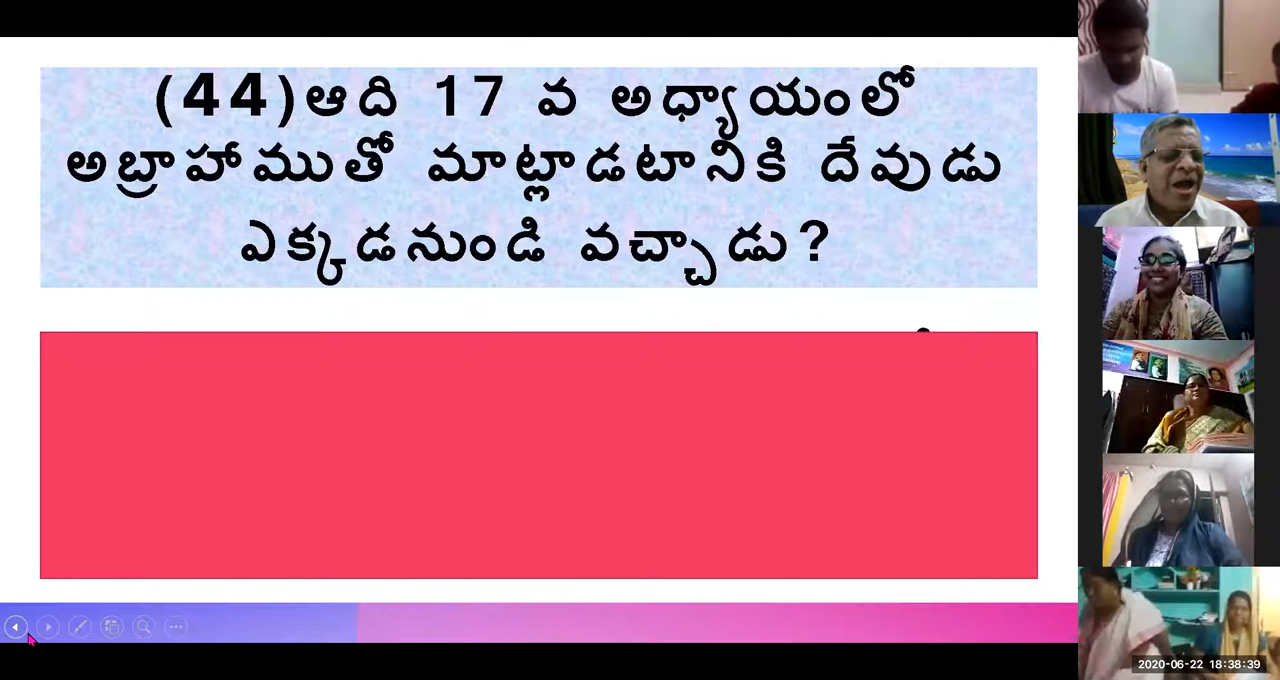 (44)ఆది 17 వ అధ్యాయంలో
అబ్రాహాముతో మాట్లాడటానికి దేవుడు
ఎక్కడనుండి వచ్చాడు?
2020-06-22 18:38:39